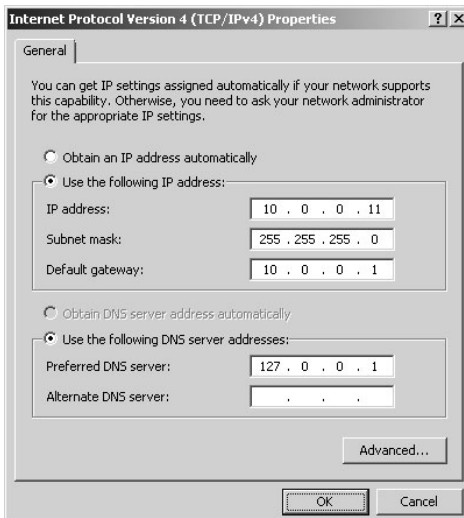 Internet Protocol Version 4 (TCP/IPv4) Properties ? X
General
You can get IP settings assigned automatically if your network supports
this capability. Otherwise, you need to ask your network administrator
for the appropriate IP settings.
Obtain an IP address automatically
Use the following IP address:
IP address: 10 . 0 . 0 . 11
Subnet mask: 255 . 255 . 255 . 0
Default gateway: 10 . 0 . 0 . 1
Obtain DNS server address automatically
Use the following DNS server addresses:
Preferred DNS server: 127 . 0 . 0 . 1
Alternate DNS server: . . .
Advanced...
OK Cancel